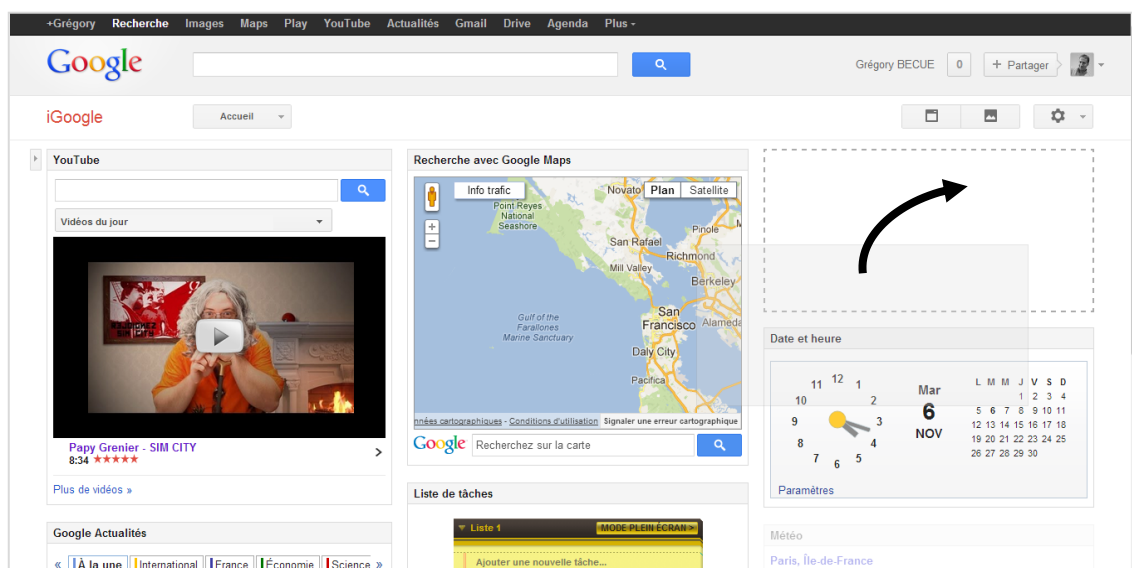 +Grégory Recherche Images Maps Play YouTube Actualités Gmail Drive Agenda Plus
Google
Grégory BECUE 0 + Partager
iGoogle Accueil
YouTube
Vidéos du jour
Papy Grenier - SIM CITY
8:34
Plus de vidéos »
Google Actualités
« À la une International France Économie Science »
Recherche avec Google Maps
Info trafic Novato Plan Satellite
Point Reyes
National
Seashore
Pinole
San Rafael
Richmond
Mill Valley
Berkeley
Gulf of the
Farallones
Marine Sanctuary
San
Francisco
Alameda
Daly City
Pacifica
nnées cartographiques - Conditions d'utilisation Signaler une erreur cartographique
Google Recherchez sur la carte
Liste de tâches
Liste 1 MODE PLEIN ÉCRAN >
Ajouter une nouvelle tâche...
Date et heure
12
11 1
10 2
9 3
8 4
7 6 5
Mar
6
NOV
L M M J V S D
1 2 3 4
5 6 7 8 9 10 11
12 13 14 15 16 17 18
19 20 21 22 23 24 25
26 27 28 29 30
Paramètres
Météo
Paris, Île-de-France